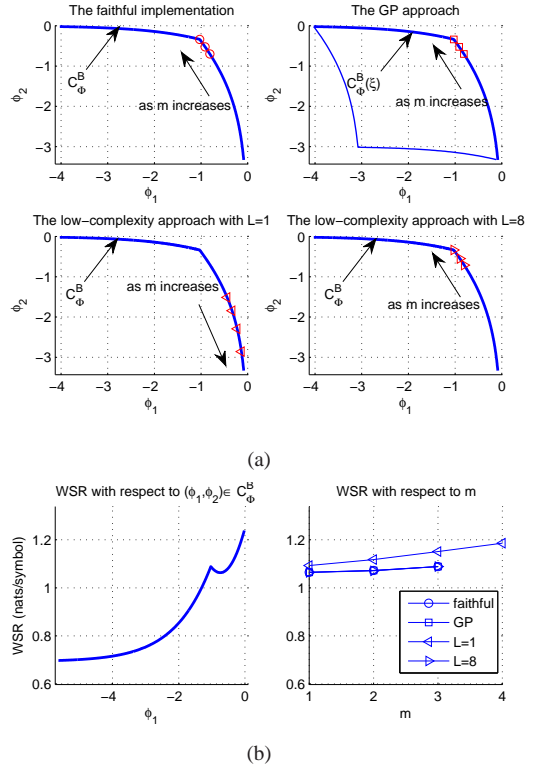 The faithful implementation
0
−1
−2
−3
ϕ2
−4
−3
−2
−1
0
ϕ1
C_Φ^B
as m increases
The GP approach
0
−1
−2
−3
ϕ2
−4
−3
−2
−1
0
ϕ1
C_Φ^B(ξ)
as m increases
The low−complexity approach with L=1
0
−1
−2
−3
ϕ2
−4
−3
−2
−1
0
ϕ1
C_Φ^B
as m increases
The low−complexity approach with L=8
0
−1
−2
−3
ϕ2
−4
−3
−2
−1
0
ϕ1
C_Φ^B
as m increases
(a)
WSR with respect to (ϕ1,ϕ2)∈ C_Φ^B
1.2
1
0.8
0.6
WSR (nats/symbol)
−4
−2
0
ϕ1
WSR with respect to m
1.2
1
0.8
0.6
1
2
3
4
m
faithful
GP
L=1
L=8
(b)